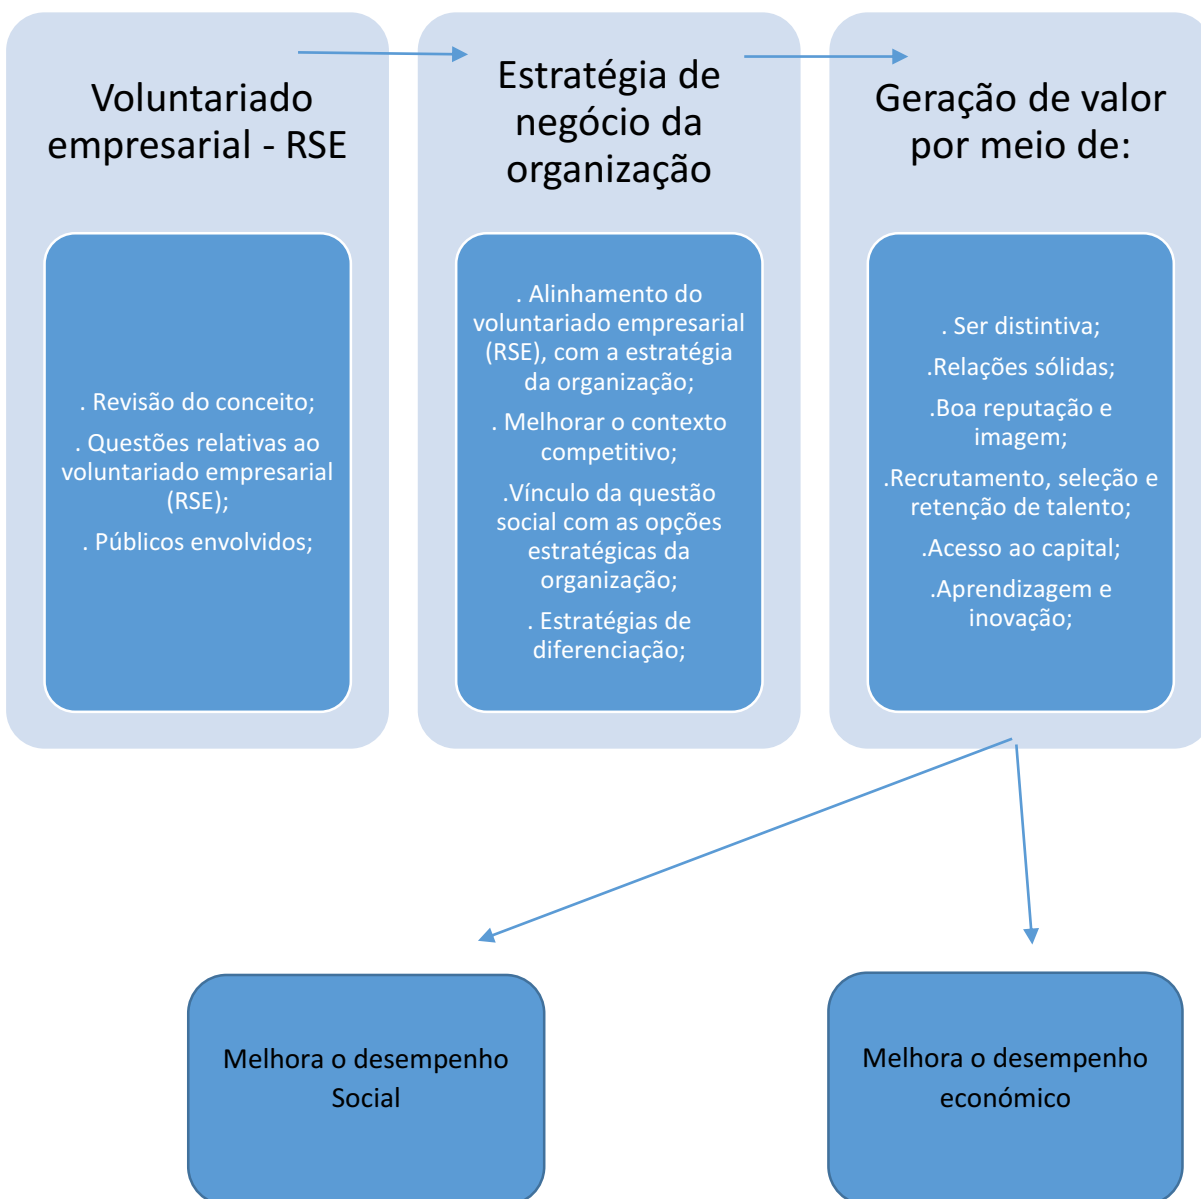 Voluntariado
empresarial - RSE
. Revisão do conceito;
. Questões relativas ao
voluntariado empresarial
(RSE);
. Públicos envolvidos;
Estratégia de
negócio da
organização
. Alinhamento do
voluntariado empresarial
(RSE), com a estratégia
da organização;
. Melhorar o contexto
competitivo;
.Vínculo da questão
social com as opções
estratégicas da
organização;
. Estratégias de
diferenciação;
Geração de valor
por meio de:
. Ser distintiva;
.Relações sólidas;
.Boa reputação e
imagem;
.Recrutamento, seleção e
retenção de talento;
.Acesso ao capital;
.Aprendizagem e
inovação;
Melhora o desempenho
Social
Melhora o desempenho
económico